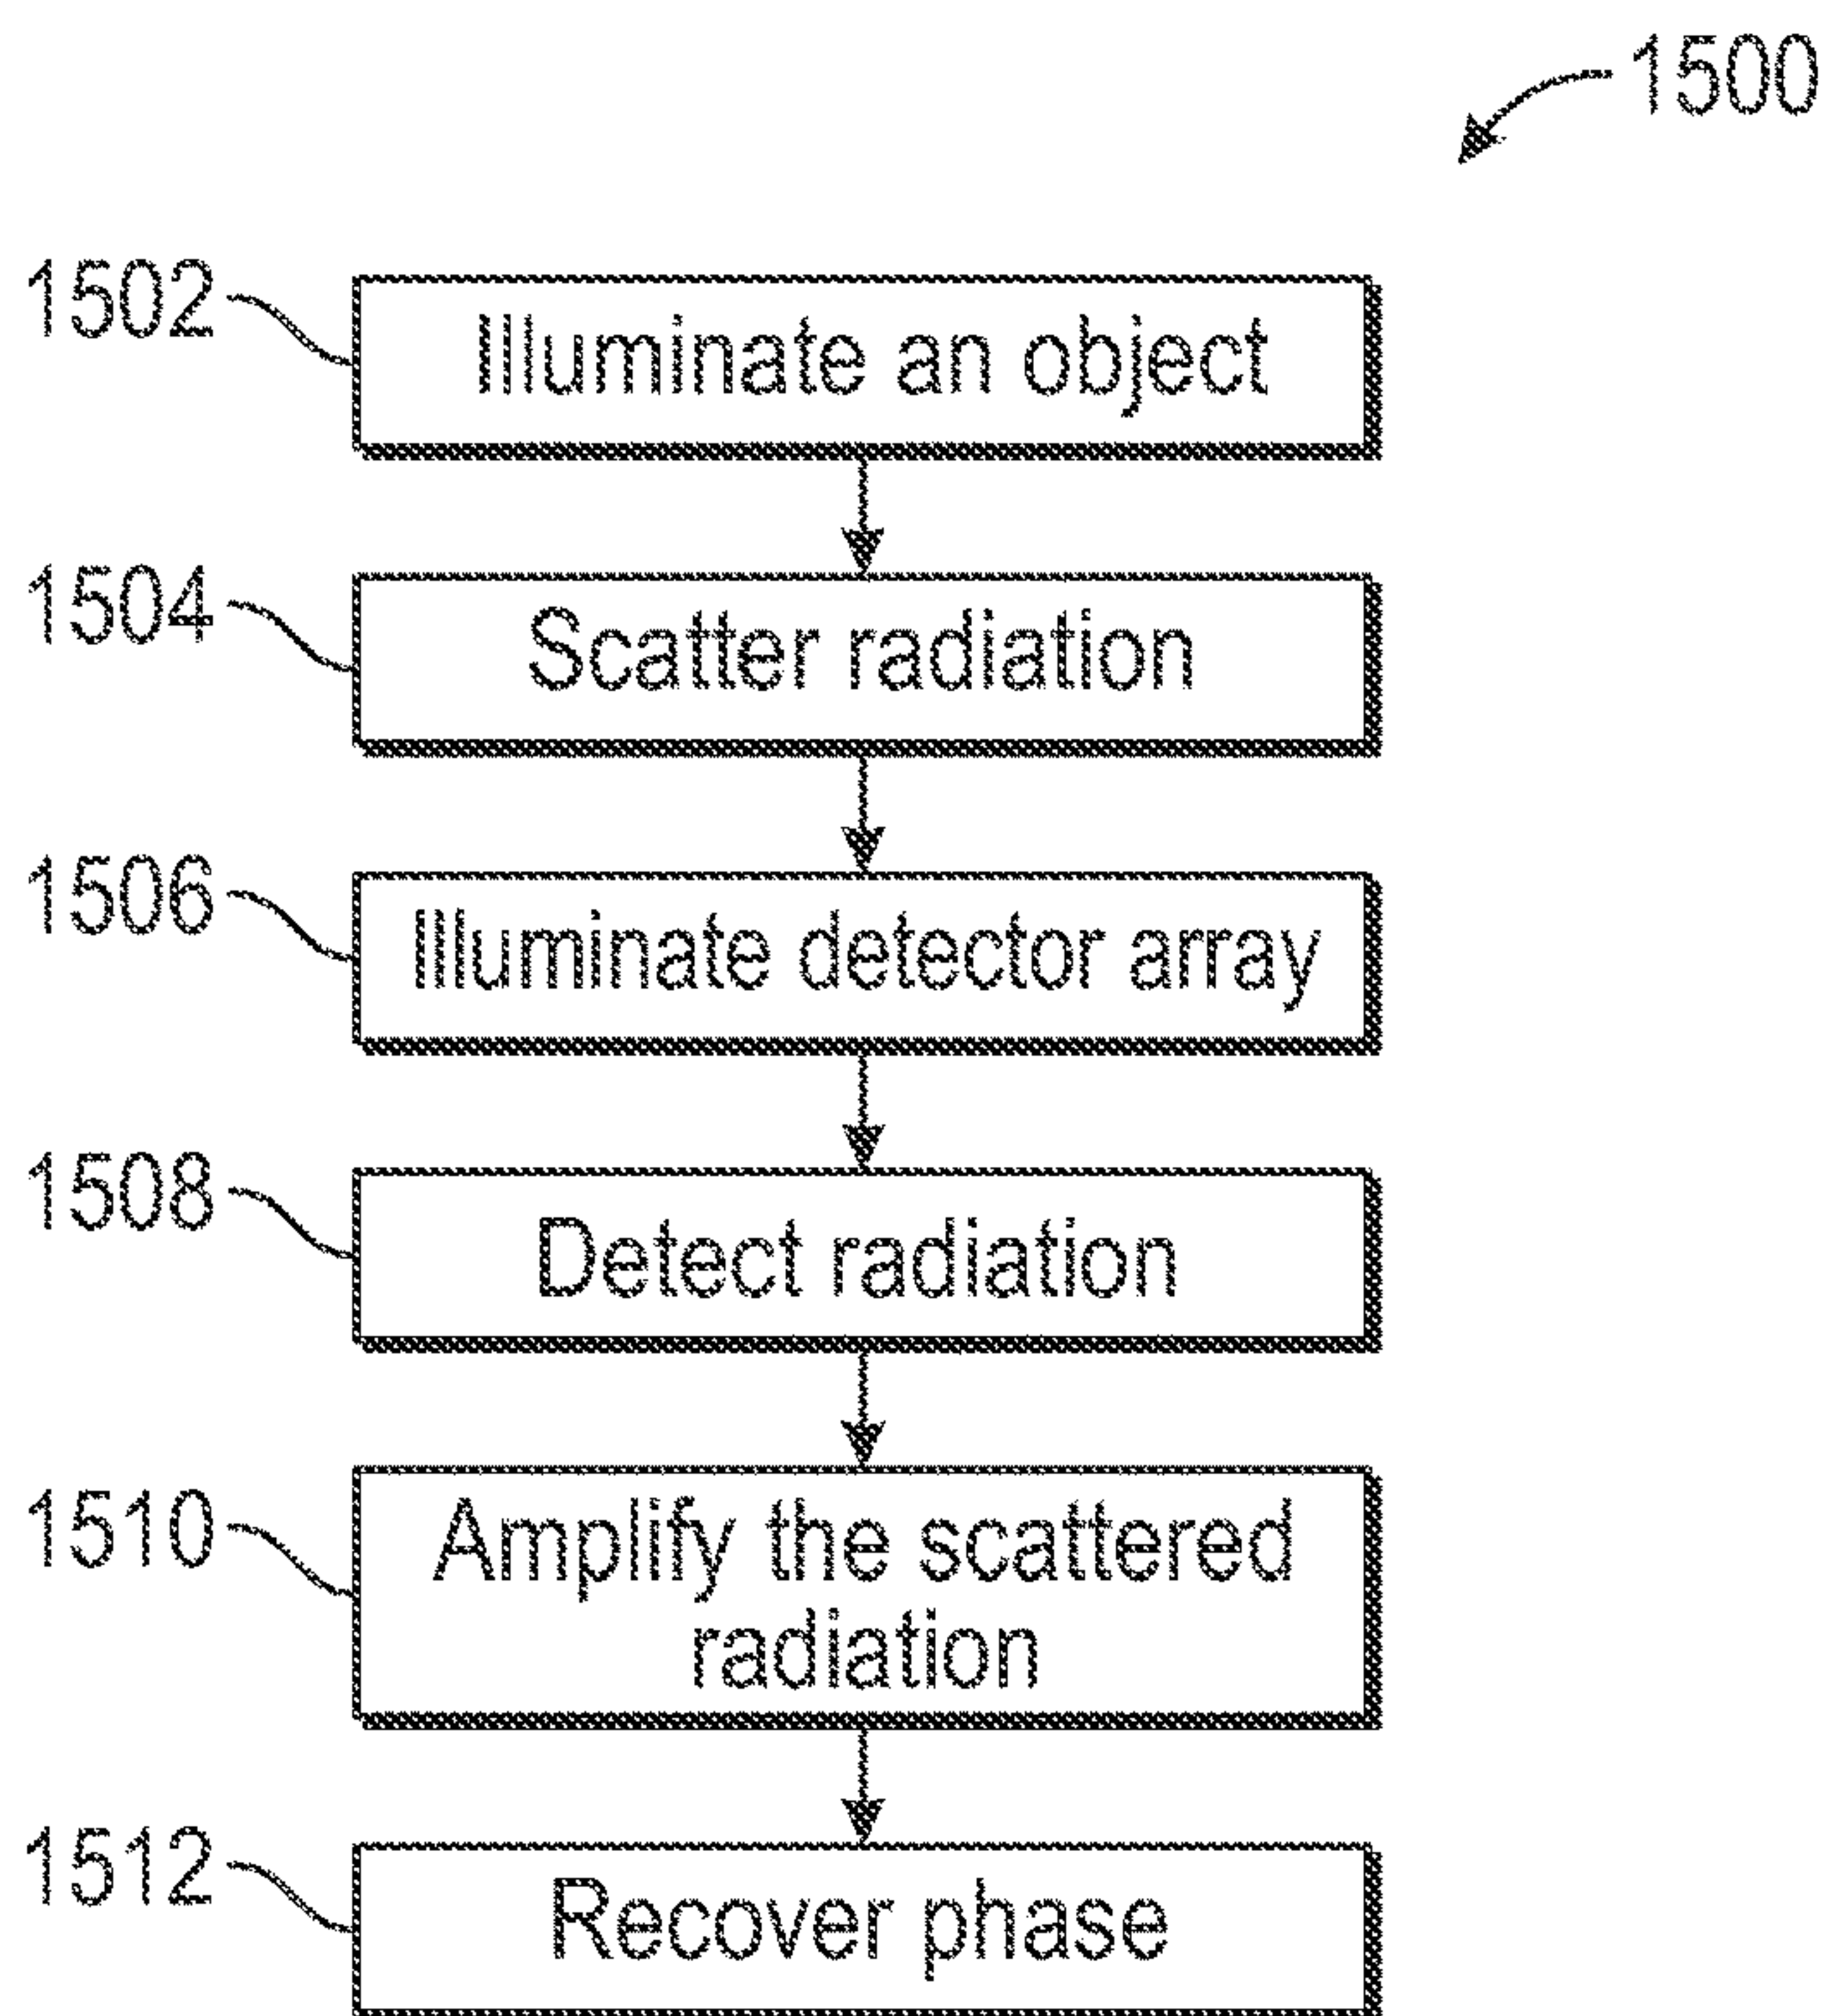 1500
1502
Illuminate an object
1504
Scatter radiation
1506
Illuminate detector array
1508
Detect radiation
1510
Amplify the scattered
radiation
1512
Recover phase